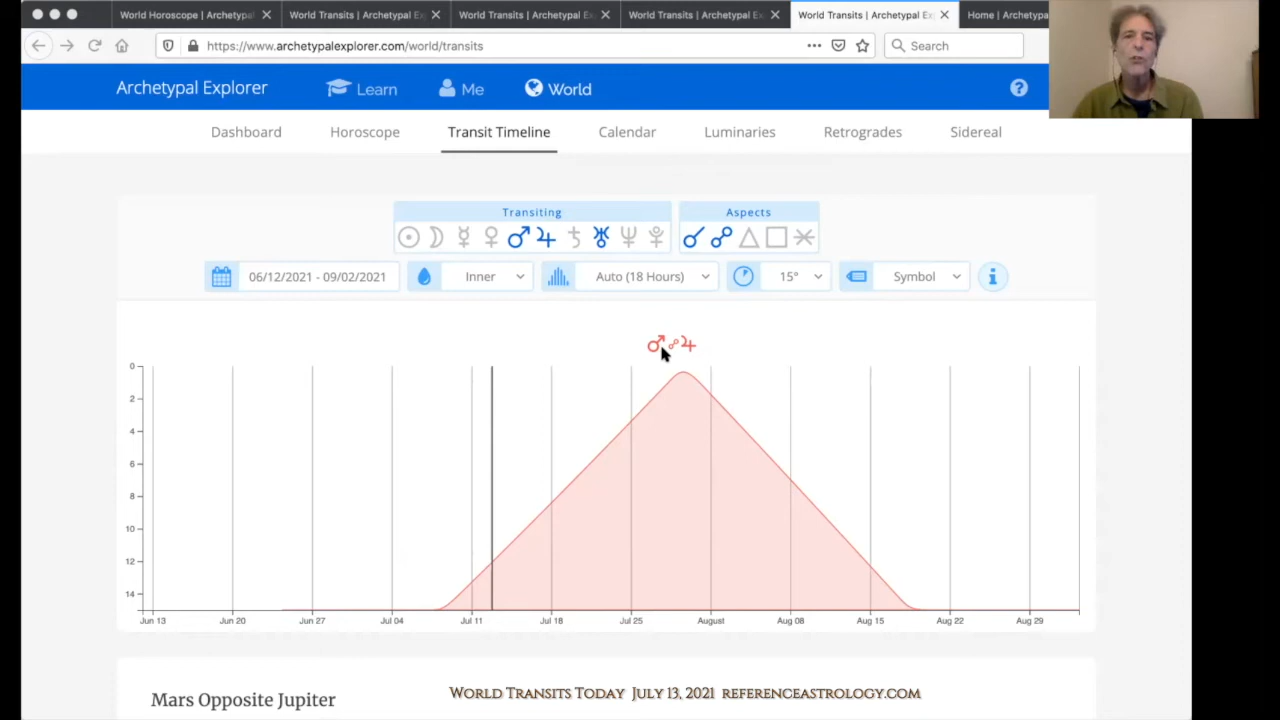 World Horoscope | Archetypal
World Transits | Archetypal Ex
World Transits | Archetypal Ex
World Transits | Archetypal Ex
World Transits | Archetypal Exp
Home | Archetypa
https://www.archetypalexplorer.com/world/transits
Search
Archetypal Explorer
Learn
Me
World
?
Dashboard
Horoscope
Transit Timeline
Calendar
Luminaries
Retrogrades
Sidereal
Transiting
Aspects
☉ ☽ ☿ ♀ ♂ ♃ ♄ ♅ ♆ ♇
☌ ☍ △ □ ⚹
06/12/2021 - 09/02/2021
Inner
Auto (18 Hours)
15°
Symbol
i
♂☍♃
0
2
4
6
8
10
12
14
Jun 13
Jun 20
Jun 27
Jul 04
Jul 11
Jul 18
Jul 25
August
Aug 08
Aug 15
Aug 22
Aug 29
Mars Opposite Jupiter
World Transits Today July 13, 2021 referenceastrology.com